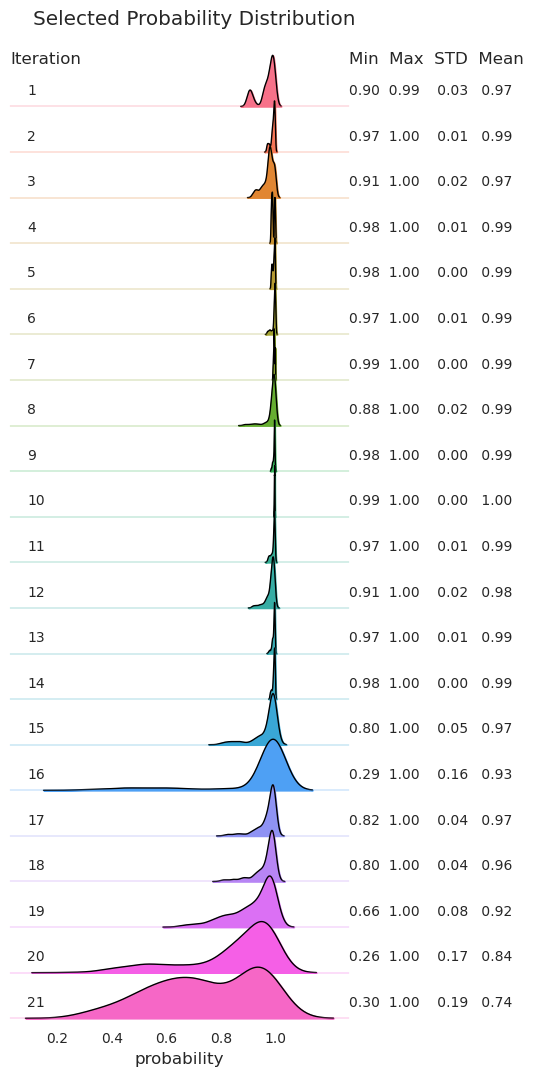 Selected Probability Distribution
Iteration Min Max STD Mean
1 0.90 0.99 0.03 0.97
2 0.97 1.00 0.01 0.99
3 0.91 1.00 0.02 0.97
4 0.98 1.00 0.01 0.99
5 0.98 1.00 0.00 0.99
6 0.97 1.00 0.01 0.99
7 0.99 1.00 0.00 0.99
8 0.88 1.00 0.02 0.99
9 0.98 1.00 0.00 0.99
10 0.99 1.00 0.00 1.00
11 0.97 1.00 0.01 0.99
12 0.91 1.00 0.02 0.98
13 0.97 1.00 0.01 0.99
14 0.98 1.00 0.00 0.99
15 0.80 1.00 0.05 0.97
16 0.29 1.00 0.16 0.93
17 0.82 1.00 0.04 0.97
18 0.80 1.00 0.04 0.96
19 0.66 1.00 0.08 0.92
20 0.26 1.00 0.17 0.84
21 0.30 1.00 0.19 0.74
0.2 0.4 0.6 0.8 1.0
probability